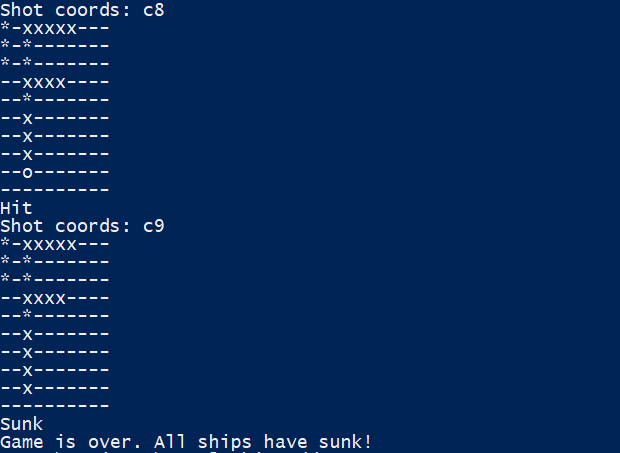 Shot coords: c8
*-xxxxx---
*-*-------
*-*-------
--xxxx----
--*-------
--x-------
--x-------
--x-------
--o-------
----------
Hit
Shot coords: c9
*-xxxxx---
*-*-------
*-*-------
--xxxx----
--*-------
--x-------
--x-------
--x-------
--x-------
----------
Sunk
Game is over. All ships have sunk!